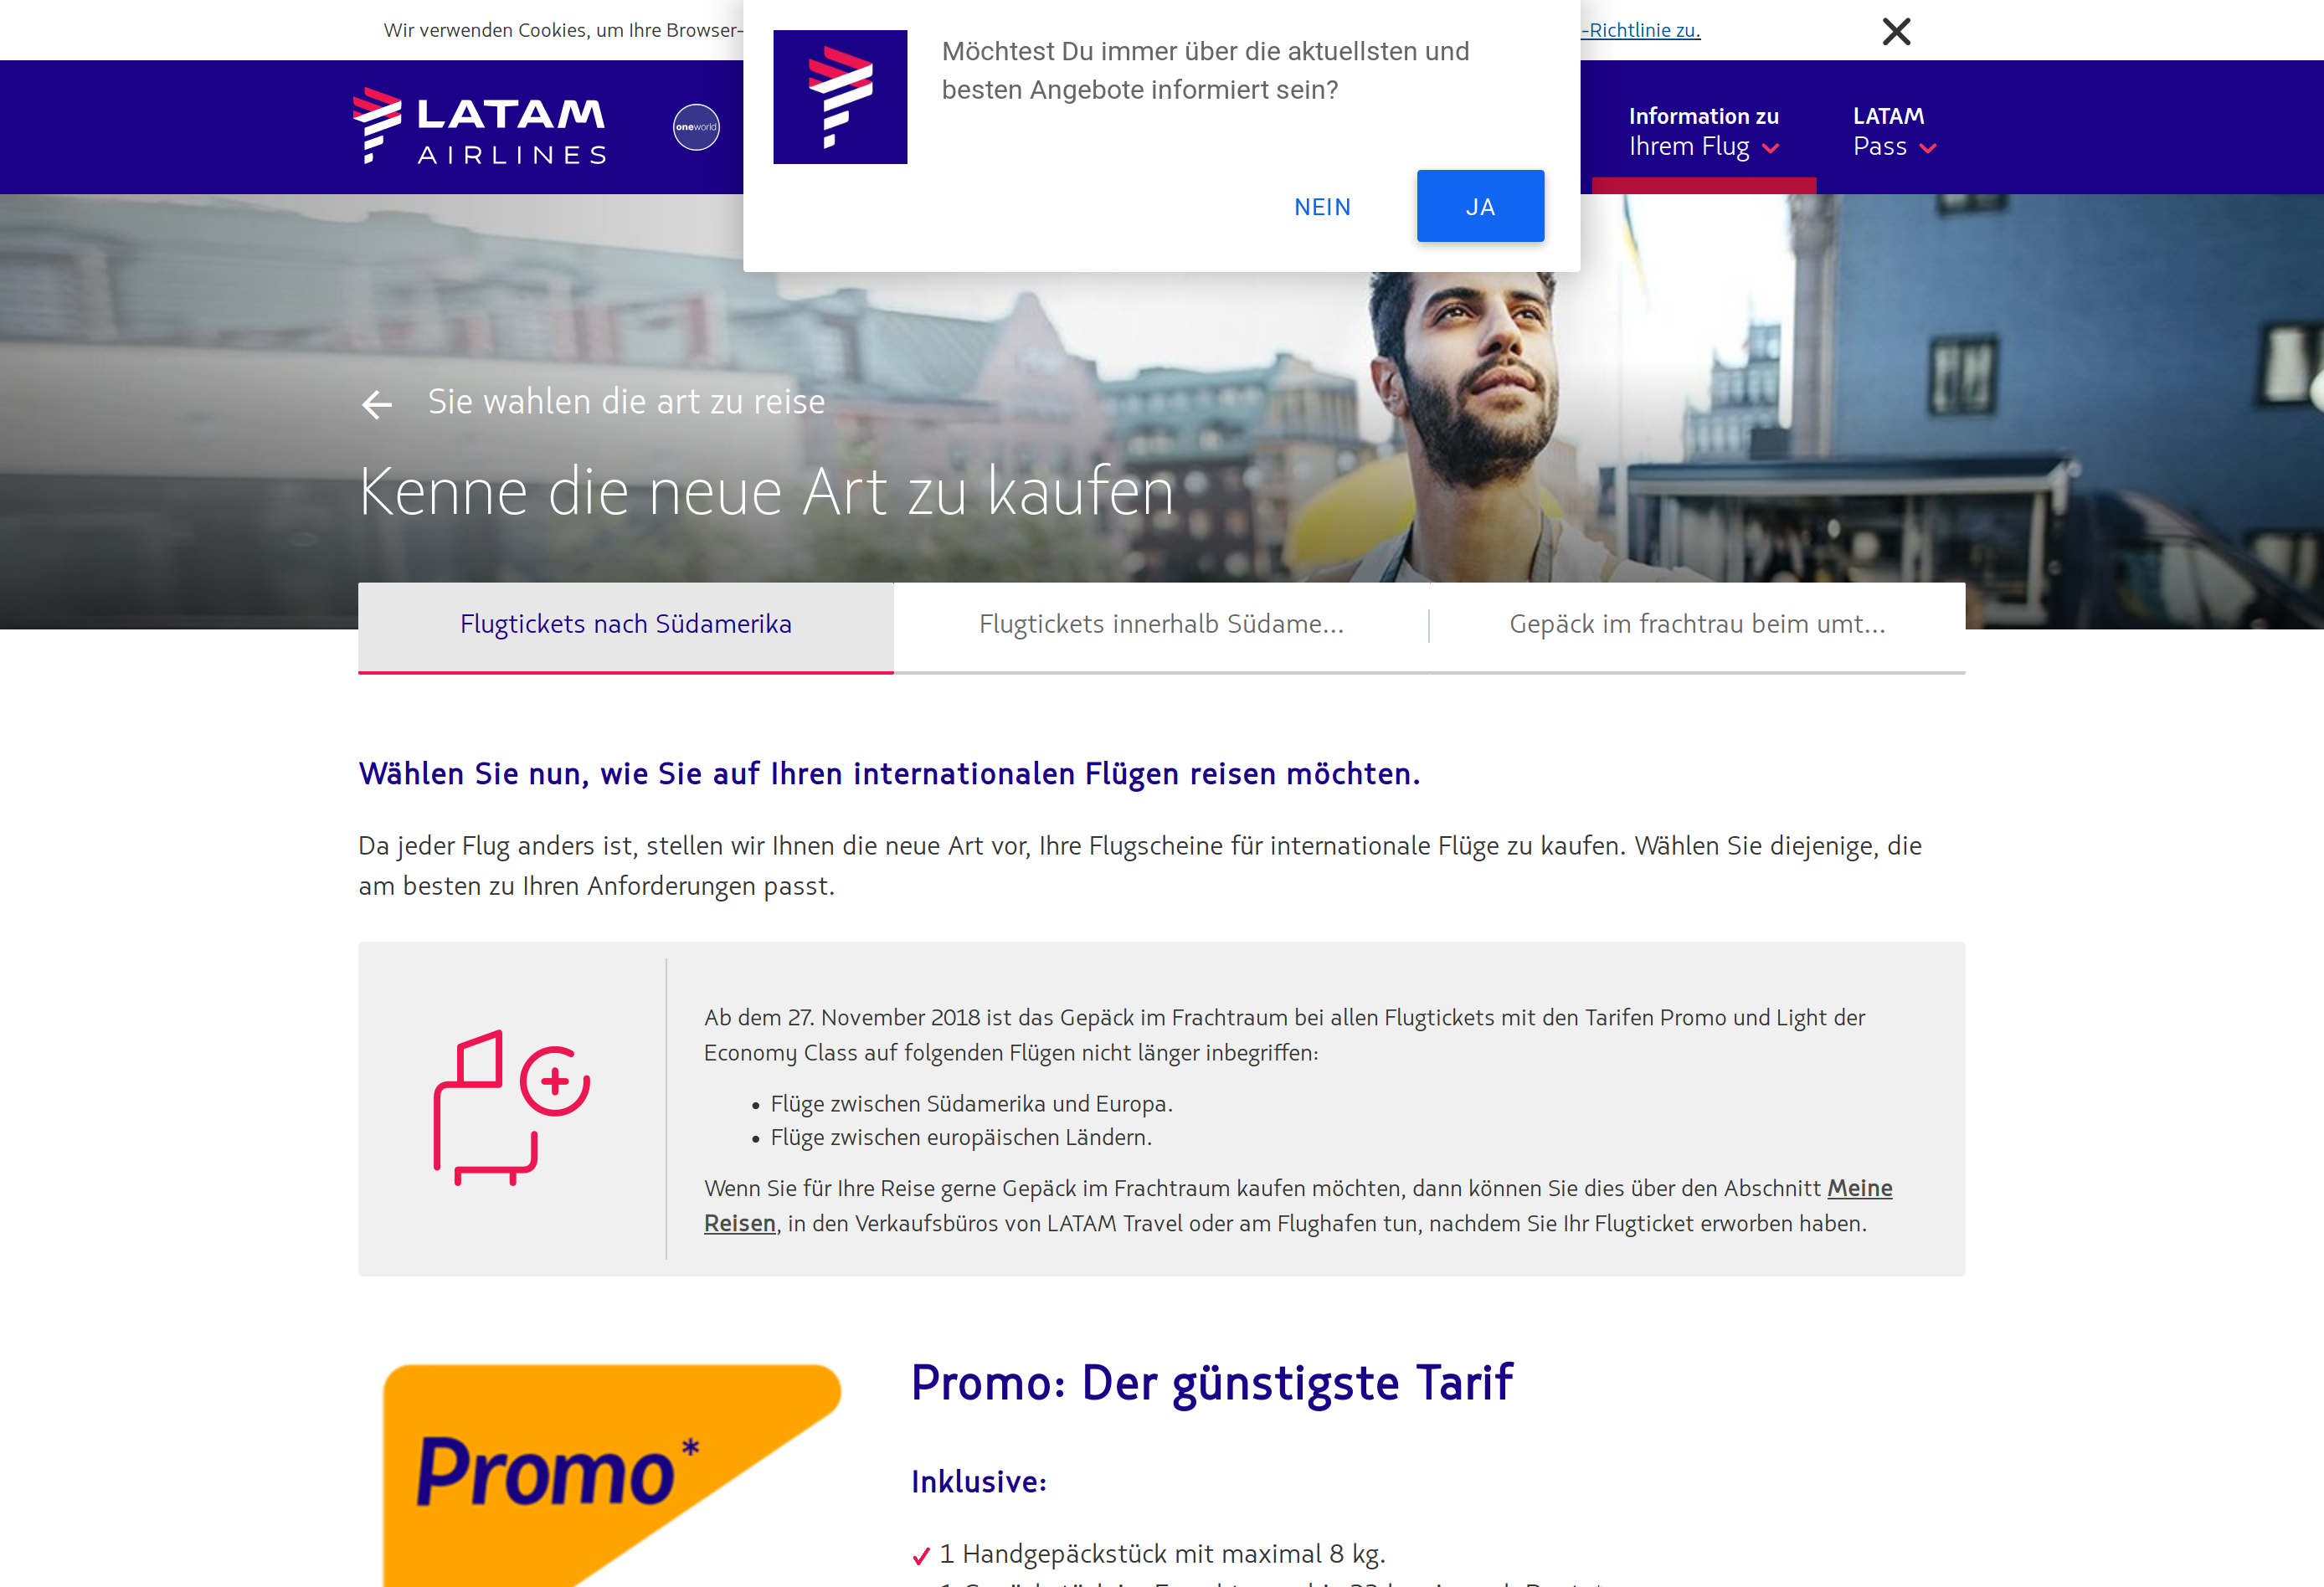 Wir verwenden Cookies, um Ihre Browser-
-Richtlinie zu.
Möchtest Du immer über die aktuellsten und
besten Angebote informiert sein?
NEIN
JA
LATAM
AIRLINES
oneworld
Information zu
Ihrem Flug
LATAM
Pass
Sie wahlen die art zu reise
Kenne die neue Art zu kaufen
Flugtickets nach Südamerika
Flugtickets innerhalb Südame...
Gepäck im frachtrau beim umt...
Wählen Sie nun, wie Sie auf Ihren internationalen Flügen reisen möchten.
Da jeder Flug anders ist, stellen wir Ihnen die neue Art vor, Ihre Flugscheine für internationale Flüge zu kaufen. Wählen Sie diejenige, die
am besten zu Ihren Anforderungen passt.
Ab dem 27. November 2018 ist das Gepäck im Frachtraum bei allen Flugtickets mit den Tarifen Promo und Light der
Economy Class auf folgenden Flügen nicht länger inbegriffen:
• Flüge zwischen Südamerika und Europa.
• Flüge zwischen europäischen Ländern.
Wenn Sie für Ihre Reise gerne Gepäck im Frachtraum kaufen möchten, dann können Sie dies über den Abschnitt Meine
Reisen, in den Verkaufsbüros von LATAM Travel oder am Flughafen tun, nachdem Sie Ihr Flugticket erworben haben.
Promo*
Promo: Der günstigste Tarif
Inklusive:
1 Handgepäckstück mit maximal 8 kg.